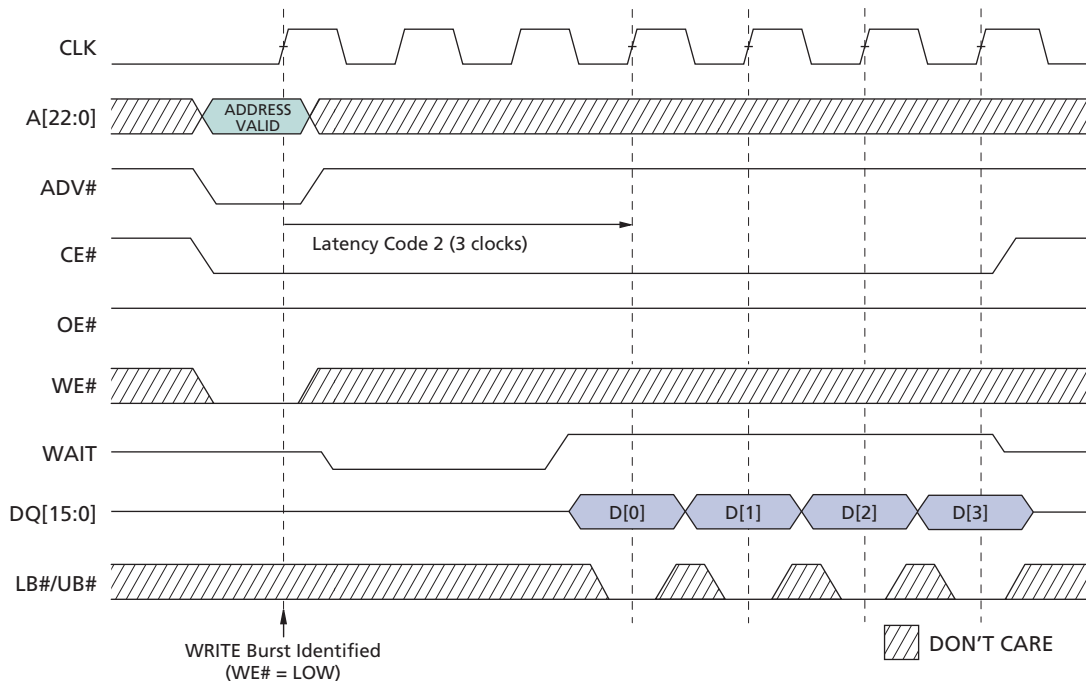 CLK
A[22:0]
ADDRESS
VALID
ADV#
Latency Code 2 (3 clocks)
CE#
OE#
WE#
WAIT
DQ[15:0]
D[0]
D[1]
D[2]
D[3]
LB#/UB#
WRITE Burst Identified
(WE# = LOW)
DON'T CARE